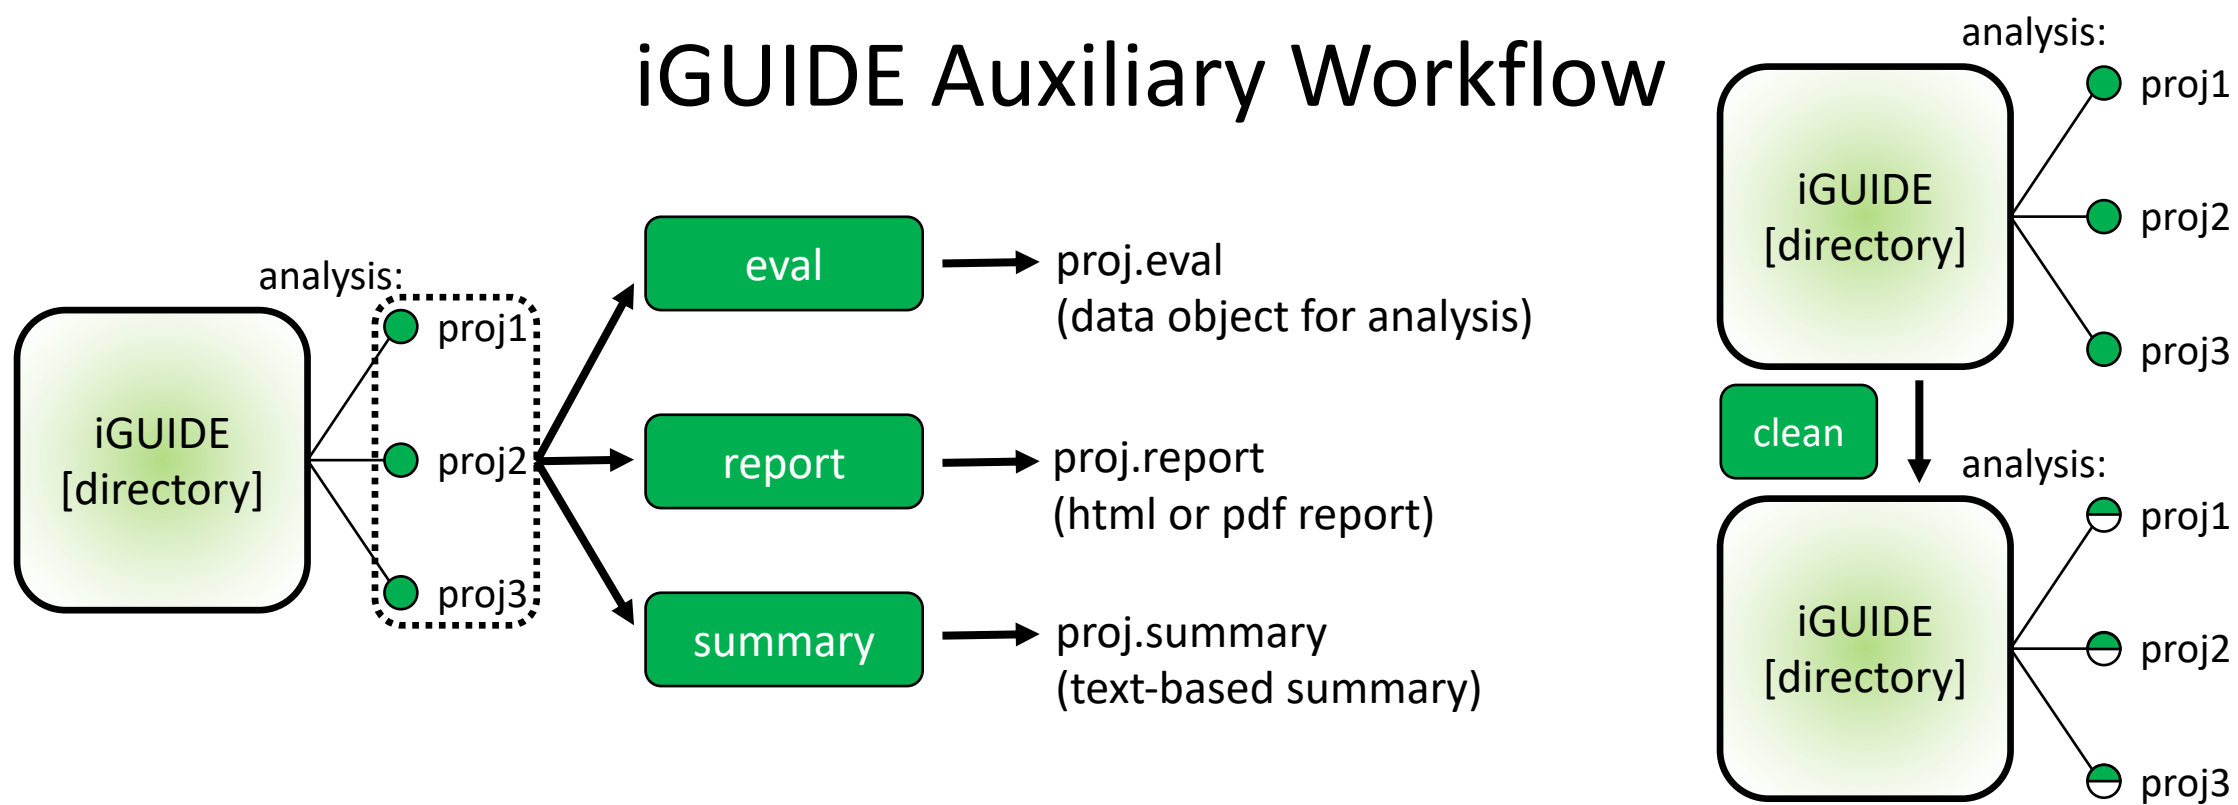 iGUIDE Auxiliary Workflow
analysis:
proj1
proj2
proj3
iGUIDE
[directory]
eval
proj.eval
(data object for analysis)
report
proj.report
(html or pdf report)
summary
proj.summary
(text-based summary)
analysis:
proj1
proj2
proj3
iGUIDE
[directory]
clean
analysis:
proj1
proj2
proj3
iGUIDE
[directory]